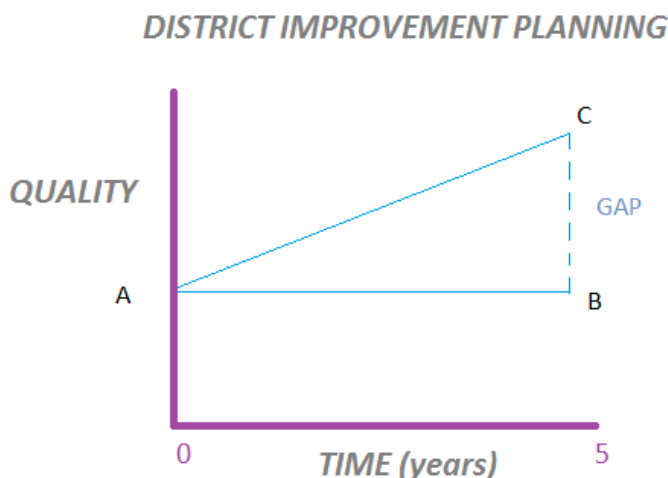 DISTRICT IMPROVEMENT PLANNING
C
QUALITY
GAP
A
B
0
5
TIME (years)